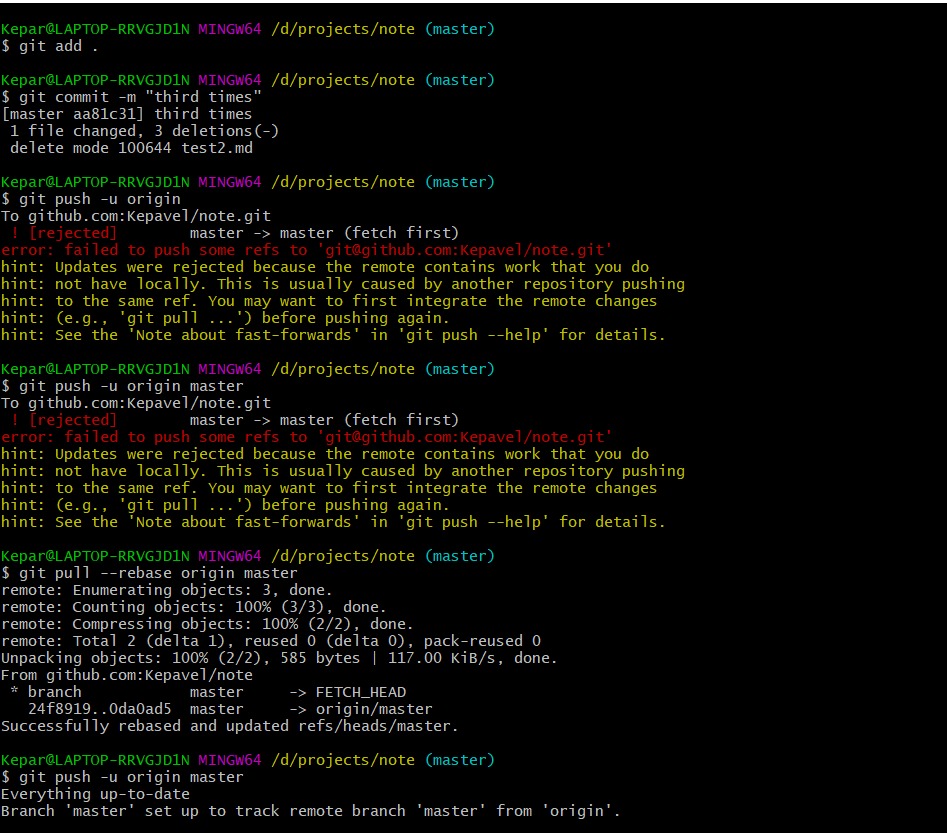 Kepar@LAPTOP-RRVGJD1N MINGW64 /d/projects/note (master)
$ git add .
Kepar@LAPTOP-RRVGJD1N MINGW64 /d/projects/note (master)
$ git commit -m "third times"
[master aa81c31] third times
 1 file changed, 3 deletions(-)
 delete mode 100644 test2.md
Kepar@LAPTOP-RRVGJD1N MINGW64 /d/projects/note (master)
$ git push -u origin
To github.com:Kepavel/note.git
 ! [rejected]        master -> master (fetch first)
error: failed to push some refs to 'git@github.com:Kepavel/note.git'
hint: Updates were rejected because the remote contains work that you do
hint: not have locally. This is usually caused by another repository pushing
hint: to the same ref. You may want to first integrate the remote changes
hint: (e.g., 'git pull ...') before pushing again.
hint: See the 'Note about fast-forwards' in 'git push --help' for details.
Kepar@LAPTOP-RRVGJD1N MINGW64 /d/projects/note (master)
$ git push -u origin master
To github.com:Kepavel/note.git
 ! [rejected]        master -> master (fetch first)
error: failed to push some refs to 'git@github.com:Kepavel/note.git'
hint: Updates were rejected because the remote contains work that you do
hint: not have locally. This is usually caused by another repository pushing
hint: to the same ref. You may want to first integrate the remote changes
hint: (e.g., 'git pull ...') before pushing again.
hint: See the 'Note about fast-forwards' in 'git push --help' for details.
Kepar@LAPTOP-RRVGJD1N MINGW64 /d/projects/note (master)
$ git pull --rebase origin master
remote: Enumerating objects: 3, done.
remote: Counting objects: 100% (3/3), done.
remote: Compressing objects: 100% (2/2), done.
remote: Total 2 (delta 1), reused 0 (delta 0), pack-reused 0
Unpacking objects: 100% (2/2), 585 bytes | 117.00 KiB/s, done.
From github.com:Kepavel/note
 * branch            master     -> FETCH_HEAD
   24f8919..0da0ad5  master     -> origin/master
Successfully rebased and updated refs/heads/master.
Kepar@LAPTOP-RRVGJD1N MINGW64 /d/projects/note (master)
$ git push -u origin master
Everything up-to-date
Branch 'master' set up to track remote branch 'master' from 'origin'.